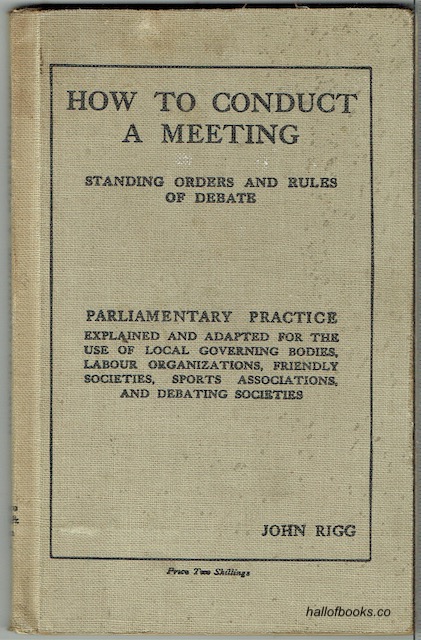 HOW TO CONDUCT
A MEETING
STANDING ORDERS AND RULES
OF DEBATE
PARLIAMENTARY PRACTICE
EXPLAINED AND ADAPTED FOR THE
USE OF LOCAL GOVERNING BODIES,
LABOUR ORGANIZATIONS, FRIENDLY
SOCIETIES, SPORTS ASSOCIATIONS,
AND DEBATING SOCIETIES
JOHN RIGG
Price Two Shillings
hallofbooks.co